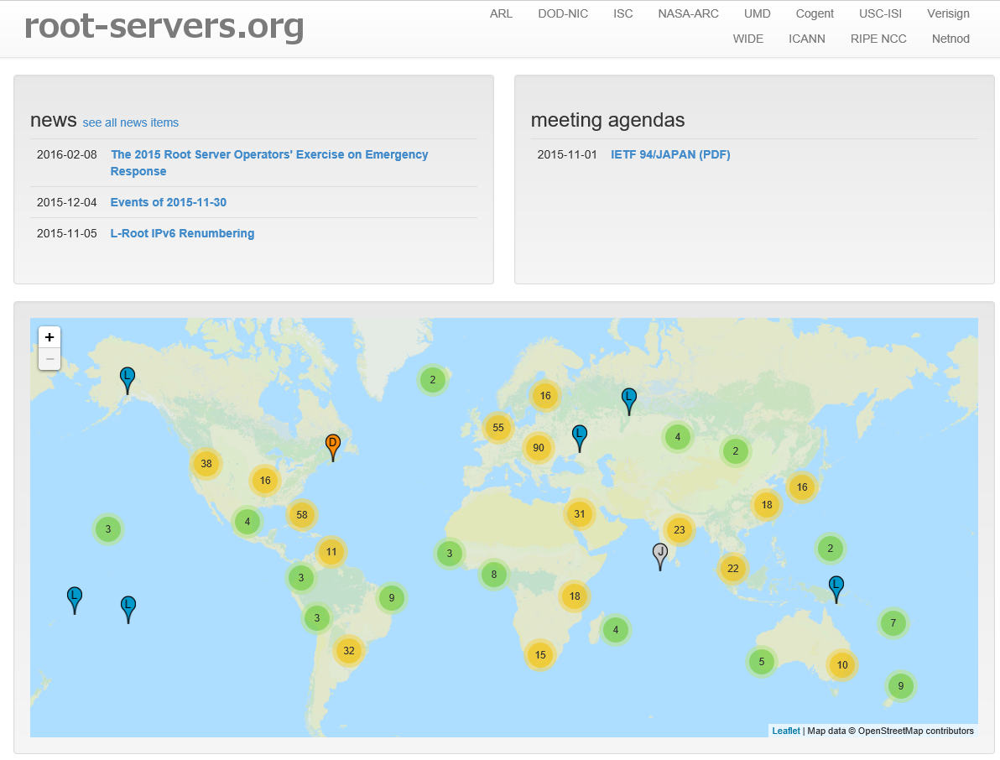 root-servers.org
ARL DOD-NIC ISC NASA-ARC UMD Cogent USC-ISI Verisign
WIDE ICANN RIPE NCC Netnod
news see all news items
2016-02-08 The 2015 Root Server Operators' Exercise on Emergency
Response
2015-12-04 Events of 2015-11-30
2015-11-05 L-Root IPv6 Renumbering
meeting agendas
2015-11-01 IETF 94/JAPAN (PDF)
+
−
L
2
16
L
55
L
4
D
90
2
38
16
16
18
58
31
4
3
23
11
3
J
2
22
8
3
L
L
9
18
L
3
7
4
32
15
5
10
9
Leaflet | Map data © OpenStreetMap contributors